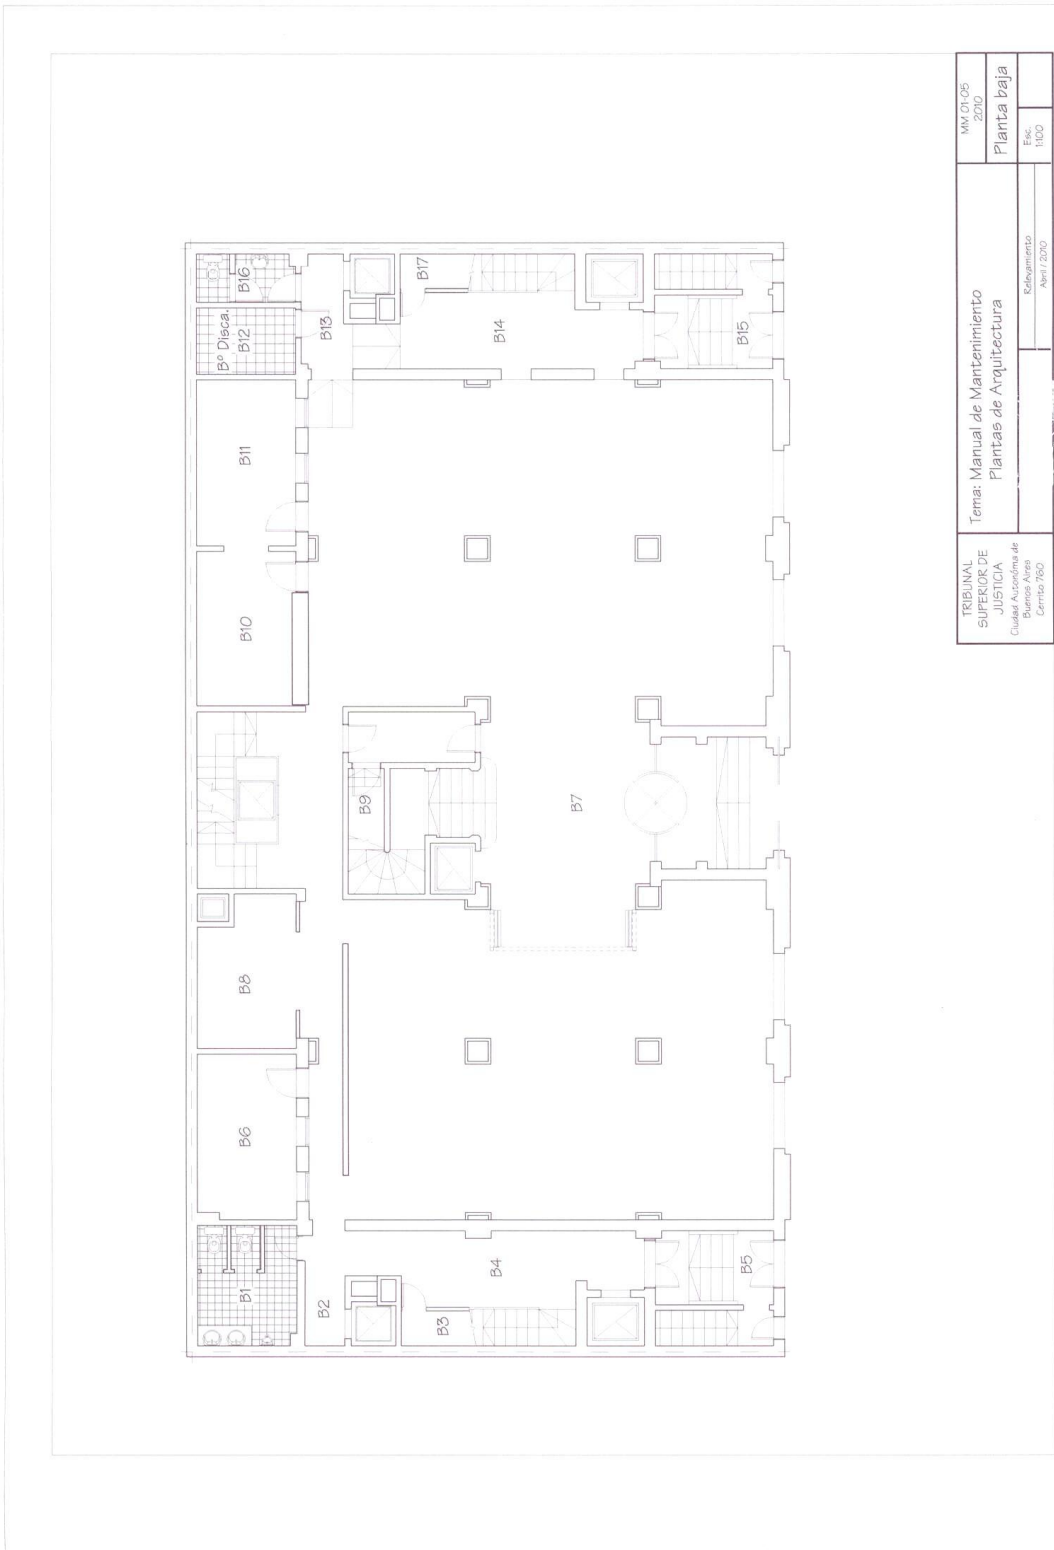 B1
B2
B3
B4
B5
B6
B7
B8
B9
B10
B11
Bº Disca.
B12
B13
B14
B15
B16
B17
TRIBUNAL
SUPERIOR DE
JUSTICIA
Ciudad Autonóma de
Buenos Aires
Cerrito 760
Tema: Manual de Mantenimiento
Plantas de Arquitectura
Relevamiento
Abril / 2010
MM 01-05
2010
Planta baja
Esc.
1:100